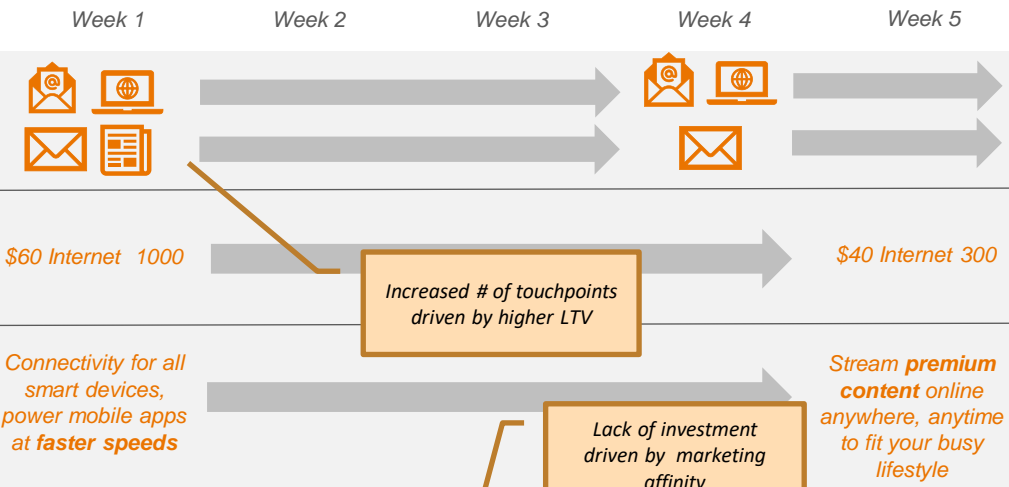 Week 1 Week 2 Week 3 Week 4 Week 5
$60 Internet 1000
$40 Internet 300
Increased # of touchpoints
driven by higher LTV
Connectivity for all
smart devices,
power mobile apps
at faster speeds
Stream premium
content online
anywhere, anytime
to fit your busy
lifestyle
Lack of investment
driven by marketing
affinity